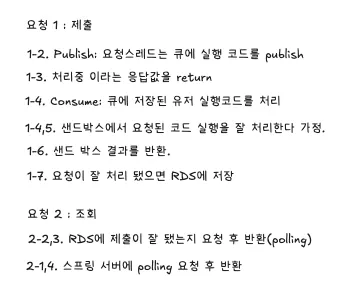 요청 1 : 제출
1-2. Publish: 요청스레드는 큐에 실행 코드를 publish
1-3. 처리중 이라는 응답값을 return
1-4. Consume: 큐에 저장된 유저 실행코드를 처리
1-4,5. 샌드박스에서 요청된 코드 실행을 잘 처리한다 가정.
1-6. 샌드 박스 결과를 반환.
1-7. 요청이 잘 처리 됐으면 RDS에 저장
요청 2 : 조회
2-2,3. RDS에 제출이 잘 됐는지 요청 후 반환(polling)
2-1,4. 스프링 서버에 polling 요청 후 반환